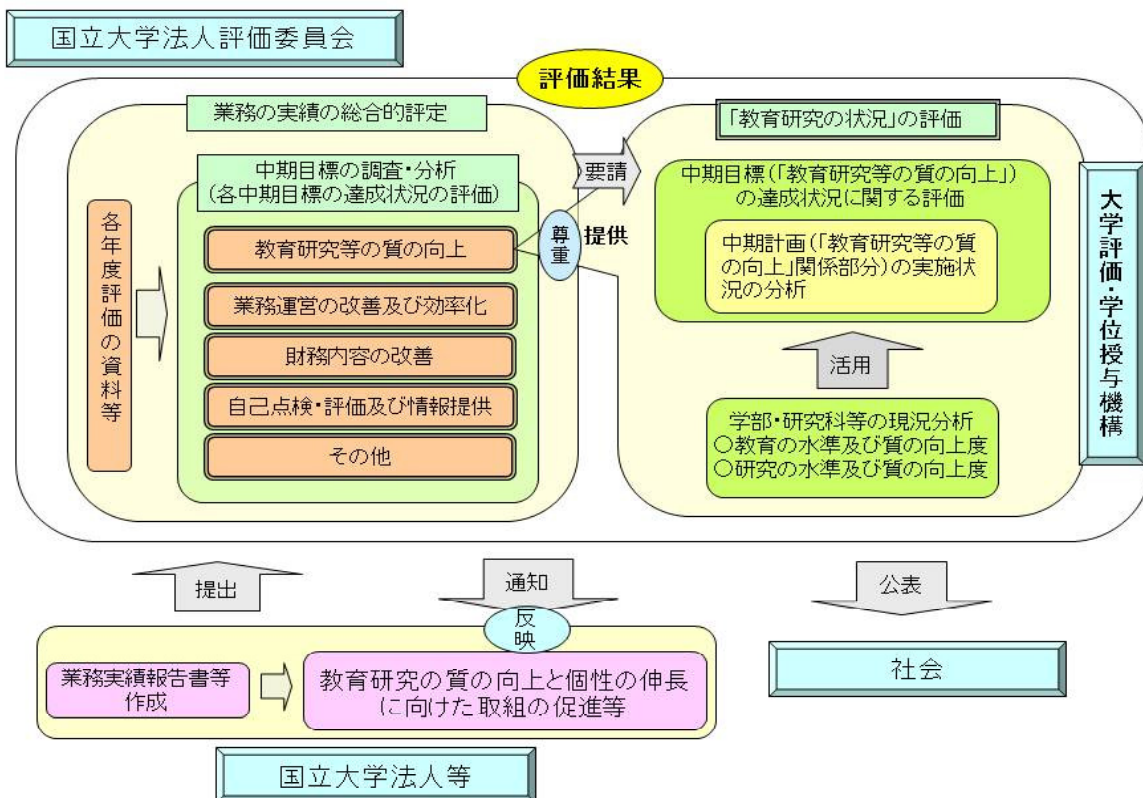 国立大学法人評価委員会
評価結果
業務の実績の総合的評定
中期目標の調査・分析
(各中期目標の達成状況の評価)
各年度評価の資料等
教育研究等の質の向上
業務運営の改善及び効率化
財務内容の改善
自己点検・評価及び情報提供
その他
要請
尊重
提供
「教育研究の状況」の評価
中期目標(「教育研究等の質の向上」)
の達成状況に関する評価
中期計画(「教育研究等の質
の向上」関係部分)の実施状
況の分析
活用
学部・研究科等の現況分析
○教育の水準及び質の向上度
○研究の水準及び質の向上度
大学評価・学位授与機構
提出
通知
公表
反映
業務実績報告書等
作成
教育研究の質の向上と個性の伸長
に向けた取組の促進等
社会
国立大学法人等